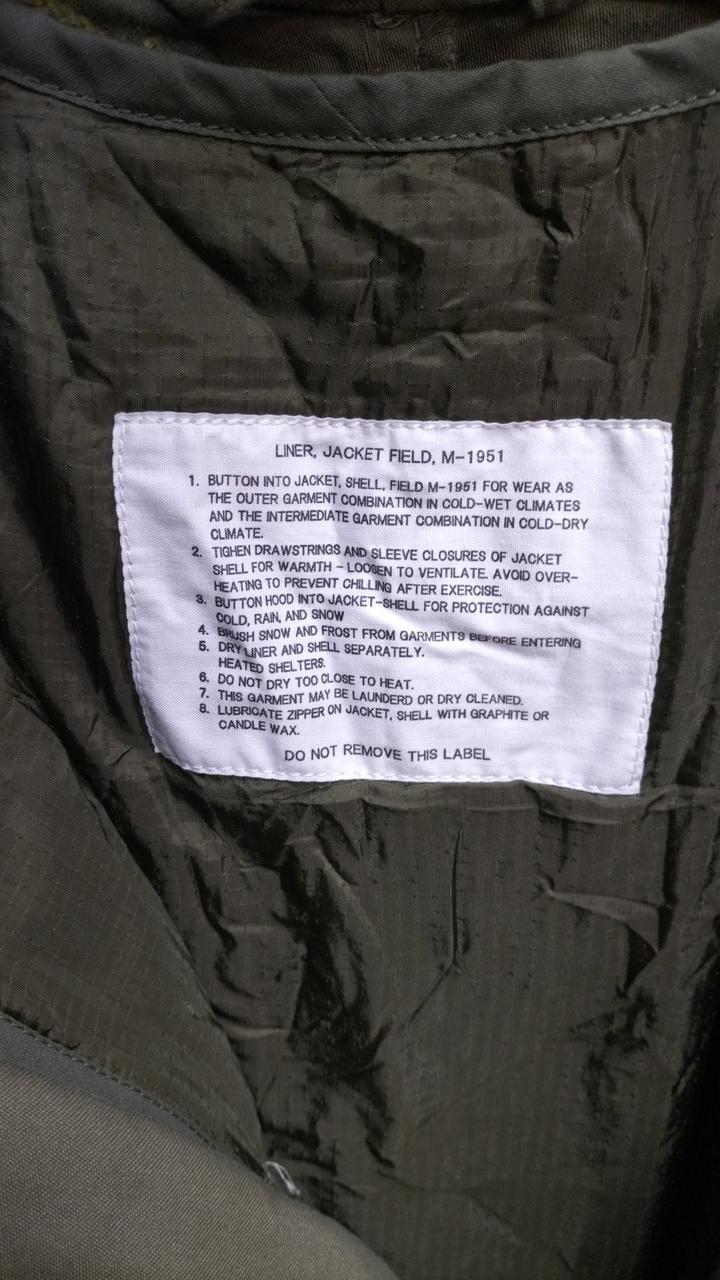 LINER, JACKET FIELD, M-1951
1. BUTTON INTO JACKET, SHELL, FIELD M-1951 FOR WEAR AS
THE OUTER GARMENT COMBINATION IN COLD-WET CLIMATES
AND THE INTERMEDIATE GARMENT COMBINATION IN COLD-DRY
CLIMATE.
2. TIGHEN DRAWSTRINGS AND SLEEVE CLOSURES OF JACKET
SHELL FOR WARMTH - LOOSEN TO VENTILATE. AVOID OVER-
HEATING TO PREVENT CHILLING AFTER EXERCISE.
3. BUTTON HOOD INTO JACKET-SHELL FOR PROTECTION AGAINST
COLD, RAIN, AND SNOW
4. BRUSH SNOW AND FROST FROM GARMENTS BEFORE ENTERING
5. DRY LINER AND SHELL SEPARATELY.
HEATED SHELTERS.
6. DO NOT DRY TOO CLOSE TO HEAT.
7. THIS GARMENT MAY BE LAUNDERD OR DRY CLEANED.
8. LUBRICATE ZIPPER ON JACKET, SHELL WITH GRAPHITE OR
CANDLE WAX.
DO NOT REMOVE THIS LABEL